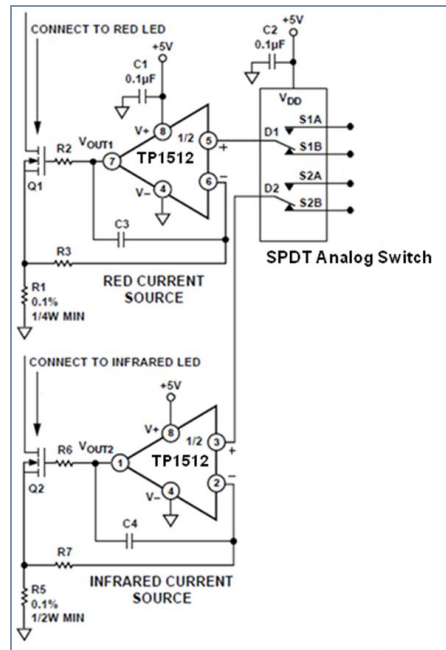 CONNECT TO RED LED
+5V
C1
0.1µF
V+
8
1/2
5
+
R2
VOUT1
7
TP1512
V−
4
6
−
Q1
C3
R3
R1
0.1%
1/4W MIN
RED CURRENT
SOURCE
C2
0.1µF
+5V
VDD
D1
S1A
S1B
D2
S2A
S2B
SPDT Analog Switch
CONNECT TO INFRARED LED
+5V
V+
8
1/2
3
+
R6
VOUT2
1
TP1512
V−
4
2
−
Q2
C4
R7
R5
0.1%
1/2W MIN
INFRARED CURRENT
SOURCE